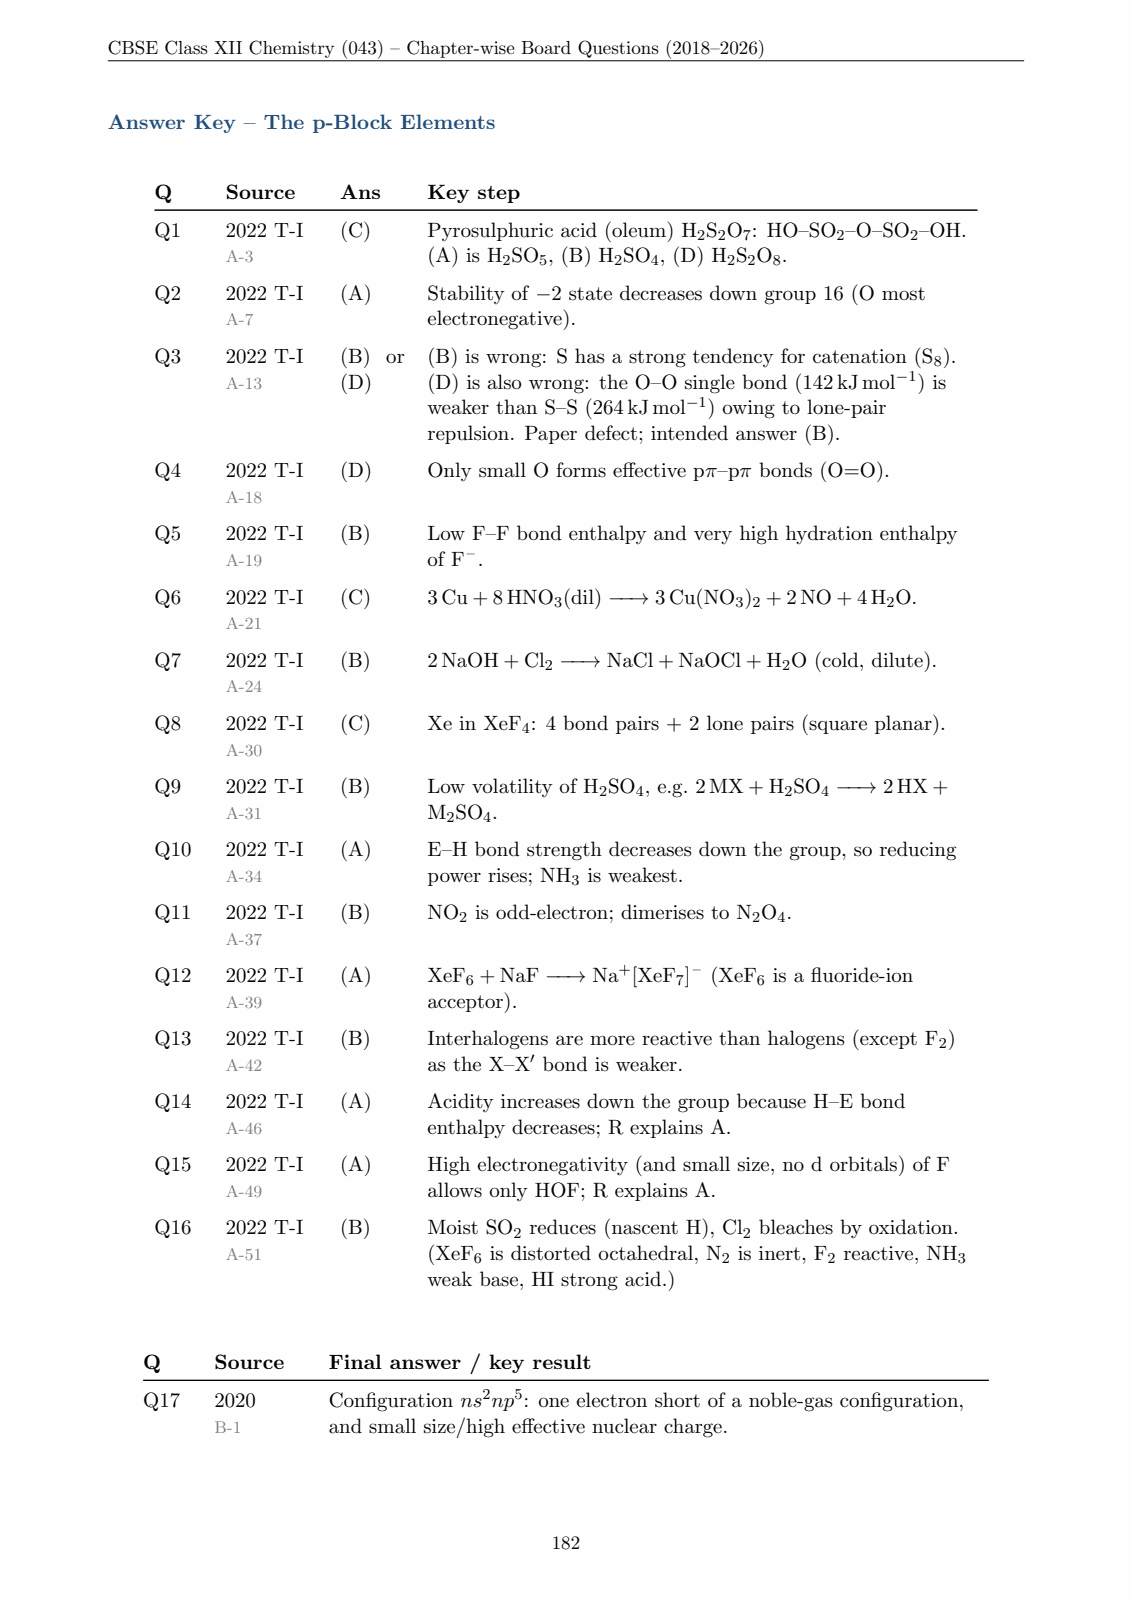 CBSE Class XII Chemistry (043) – Chapter-wise Board Questions (2018–2026)
Answer Key – The p-Block Elements
Q Source Ans Key step
Q1 2022 T-I (C) Pyrosulphuric acid (oleum) H₂S₂O₇: HO–SO₂–O–SO₂–OH.
A-3 (A) is H₂SO₅, (B) H₂SO₄, (D) H₂S₂O₈.
Q2 2022 T-I (A) Stability of −2 state decreases down group 16 (O most
A-7 electronegative).
Q3 2022 T-I (B) or (B) is wrong: S has a strong tendency for catenation (S₈).
A-13 (D) (D) is also wrong: the O–O single bond (142 kJ mol⁻¹) is
weaker than S–S (264 kJ mol⁻¹) owing to lone-pair
repulsion. Paper defect; intended answer (B).
Q4 2022 T-I (D) Only small O forms effective pπ–pπ bonds (O=O).
A-18
Q5 2022 T-I (B) Low F–F bond enthalpy and very high hydration enthalpy
A-19 of F⁻.
Q6 2022 T-I (C) 3 Cu + 8 HNO₃(dil) ⟶ 3 Cu(NO₃)₂ + 2 NO + 4 H₂O.
A-21
Q7 2022 T-I (B) 2 NaOH + Cl₂ ⟶ NaCl + NaOCl + H₂O (cold, dilute).
A-24
Q8 2022 T-I (C) Xe in XeF₄: 4 bond pairs + 2 lone pairs (square planar).
A-30
Q9 2022 T-I (B) Low volatility of H₂SO₄, e.g. 2 MX + H₂SO₄ ⟶ 2 HX +
A-31 M₂SO₄.
Q10 2022 T-I (A) E–H bond strength decreases down the group, so reducing
A-34 power rises; NH₃ is weakest.
Q11 2022 T-I (B) NO₂ is odd-electron; dimerises to N₂O₄.
A-37
Q12 2022 T-I (A) XeF₆ + NaF ⟶ Na⁺[XeF₇]⁻ (XeF₆ is a fluoride-ion
A-39 acceptor).
Q13 2022 T-I (B) Interhalogens are more reactive than halogens (except F₂)
A-42 as the X–X′ bond is weaker.
Q14 2022 T-I (A) Acidity increases down the group because H–E bond
A-46 enthalpy decreases; R explains A.
Q15 2022 T-I (A) High electronegativity (and small size, no d orbitals) of F
A-49 allows only HOF; R explains A.
Q16 2022 T-I (B) Moist SO₂ reduces (nascent H), Cl₂ bleaches by oxidation.
A-51 (XeF₆ is distorted octahedral, N₂ is inert, F₂ reactive, NH₃
weak base, HI strong acid.)
Q Source Final answer / key result
Q17 2020 Configuration ns²np⁵: one electron short of a noble-gas configuration,
B-1 and small size/high effective nuclear charge.
182